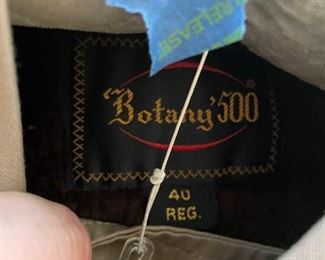 RELEASE
"Botany" 500®
40
REG.